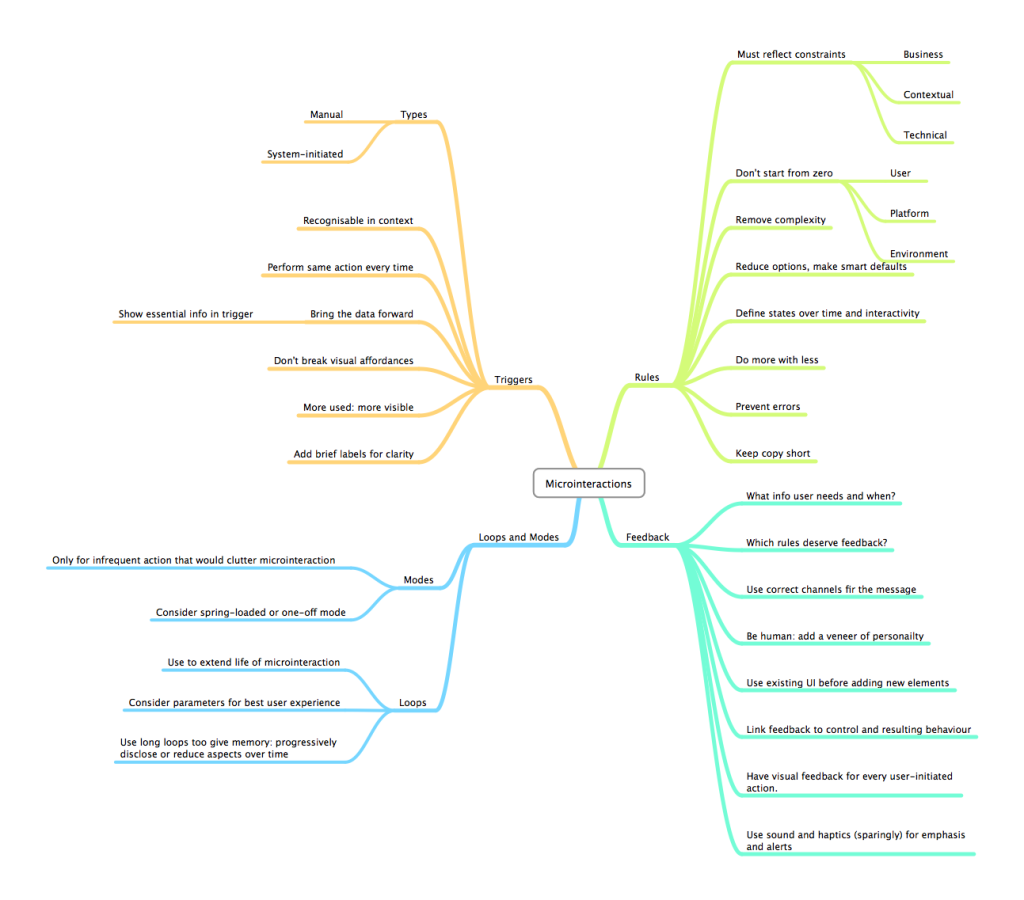 Microinteractions
Triggers
Types
Manual
System-initiated
Recognisable in context
Perform same action every time
Bring the data forward
Show essential info in trigger
Don't break visual affordances
More used: more visible
Add brief labels for clarity
Rules
Must reflect constraints
Business
Contextual
Technical
Don't start from zero
User
Platform
Environment
Remove complexity
Reduce options, make smart defaults
Define states over time and interactivity
Do more with less
Prevent errors
Keep copy short
Feedback
What info user needs and when?
Which rules deserve feedback?
Use correct channels fir the message
Be human: add a veneer of personailty
Use existing UI before adding new elements
Link feedback to control and resulting behaviour
Have visual feedback for every user-initiated
action.
Use sound and haptics (sparingly) for emphasis
and alerts
Loops and Modes
Modes
Only for infrequent action that would clutter microinteraction
Consider spring-loaded or one-off mode
Loops
Use to extend life of microinteraction
Consider parameters for best user experience
Use long loops too give memory: progressively
disclose or reduce aspects over time